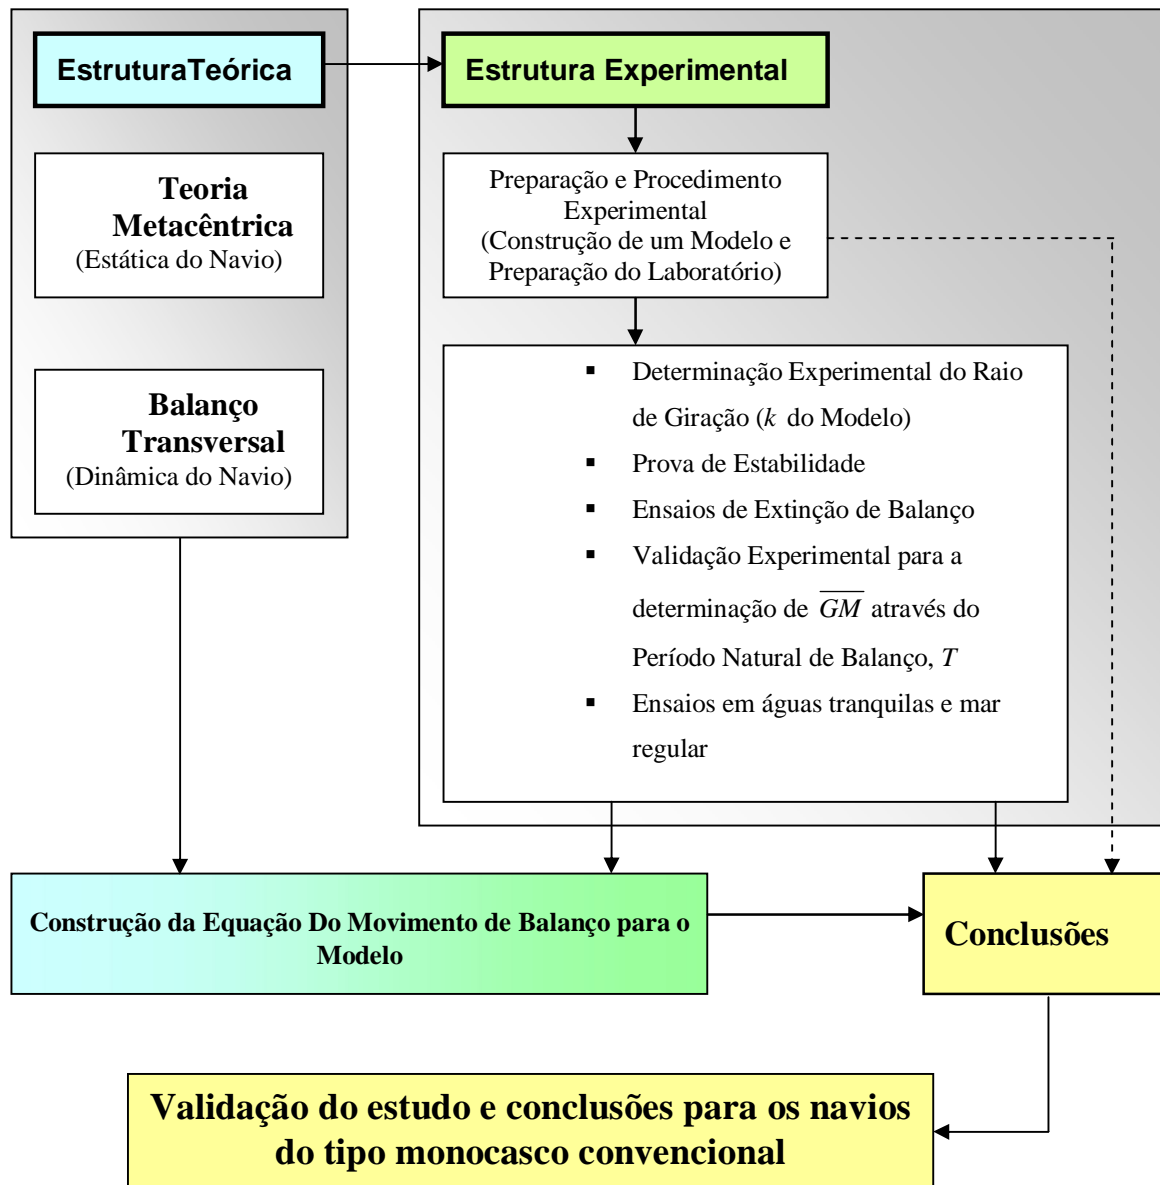 EstruturaTeórica
Teoria
Metacêntrica
(Estática do Navio)
Balanço
Transversal
(Dinâmica do Navio)
Estrutura Experimental
Preparação e Procedimento
Experimental
(Construção de um Modelo e
Preparação do Laboratório)
▪ Determinação Experimental do Raio
de Giração (k do Modelo)
▪ Prova de Estabilidade
▪ Ensaios de Extinção de Balanço
▪ Validação Experimental para a
determinação de G̅M̅ através do
Período Natural de Balanço, T
▪ Ensaios em águas tranquilas e mar
regular
Construção da Equação Do Movimento de Balanço para o
Modelo
Conclusões
Validação do estudo e conclusões para os navios
do tipo monocasco convencional